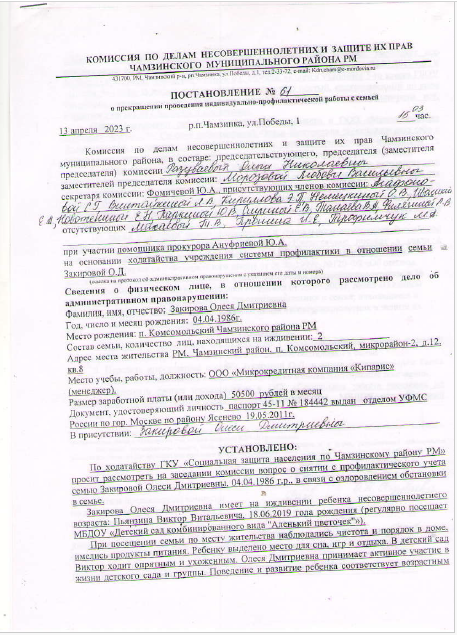 КОМИССИЯ ПО ДЕЛАМ НЕСОВЕРШЕННОЛЕТНИХ И ЗАЩИТЕ ИХ ПРАВ
ЧАМЗИНСКОГО МУНИЦИПАЛЬНОГО РАЙОНА РМ
431700, РМ, Чамзинский р-н, рп.Чамзинка, ул.Победы, д.1, тел.2-33-72, e-mail:
ПОСТАНОВЛЕНИЕ № 61
о прекращении проведения индивидуально-профилактической работы с семьей
13 апреля 2023 г. р.п.Чамзинка, ул.Победы, 1 15 03 час.
Комиссия по делам несовершеннолетних и защите их прав Чамзинского
муниципального района, в составе: председательствующего, председателя (заместителя
председателя) комиссии Николаевны
заместителей председателя комиссии: Морозовой Любови Васильевны
секретаря комиссии: Фомичевой Ю.А., присутствующих членов комиссии:
отсутствующих
при участии помощника прокурора Ануфриевой Ю.А.
на основании ходатайства учреждения системы профилактики в отношении семьи
Закировой О.Д.
Сведения о физическом лице, в отношении которого рассмотрено дело об
административном правонарушении:
Фамилия, имя, отчество: Закирова Олеся Дмитриевна
Год, число и месяц рождения: 04.04.1986г.
Место рождения: п. Комсомольский Чамзинского района РМ
Состав семьи, количество лиц, находящихся на иждивении: 2
Адрес места жительства РМ, Чамзинский район, п. Комсомольский, микрорайон-2, д.12,
кв.8
Место учебы, работы, должность: ООО «Микрокредитная компания «Кипарис»
(менеджер),
Размер заработной платы (или дохода) 50500 рублей в месяц
Документ, удостоверяющий личность паспорт 45-11 № 184442 выдан отделом УФМС
России по гор. Москве по району Ясенево 19.05.2011г.
В присутствии: Закировой Олеси Дмитриевны
УСТАНОВЛЕНО:
По ходатайству ГКУ «Социальная защита населения по Чамзинскому району РМ»
просит рассмотреть на заседании комиссии вопрос о снятии с профилактического учета
семью Закировой Олеси Дмитриевны, 04.04.1986 г.р., в связи с оздоровлением обстановки
в семье.
Закирова Олеся Дмитриевна имеет на иждивении ребенка несовершеннолетнего
возраста: Пьянзина Виктор Витальевича, 18.06.2019 года рождения (регулярно посещает
МБДОУ «Детский сад комбинированного вида "Аленький цветочек"»).
При посещении семьи по месту жительства наблюдались чистота и порядок в доме,
имелись продукты питания. Ребенку выделено место для сна, игр и отдыха. В детский сад
Виктор ходит опрятным и ухоженным. Олеся Дмитриевна принимает активное участие в
жизни детского сада и группы. Поведение и развитие ребенка соответствует возрастным